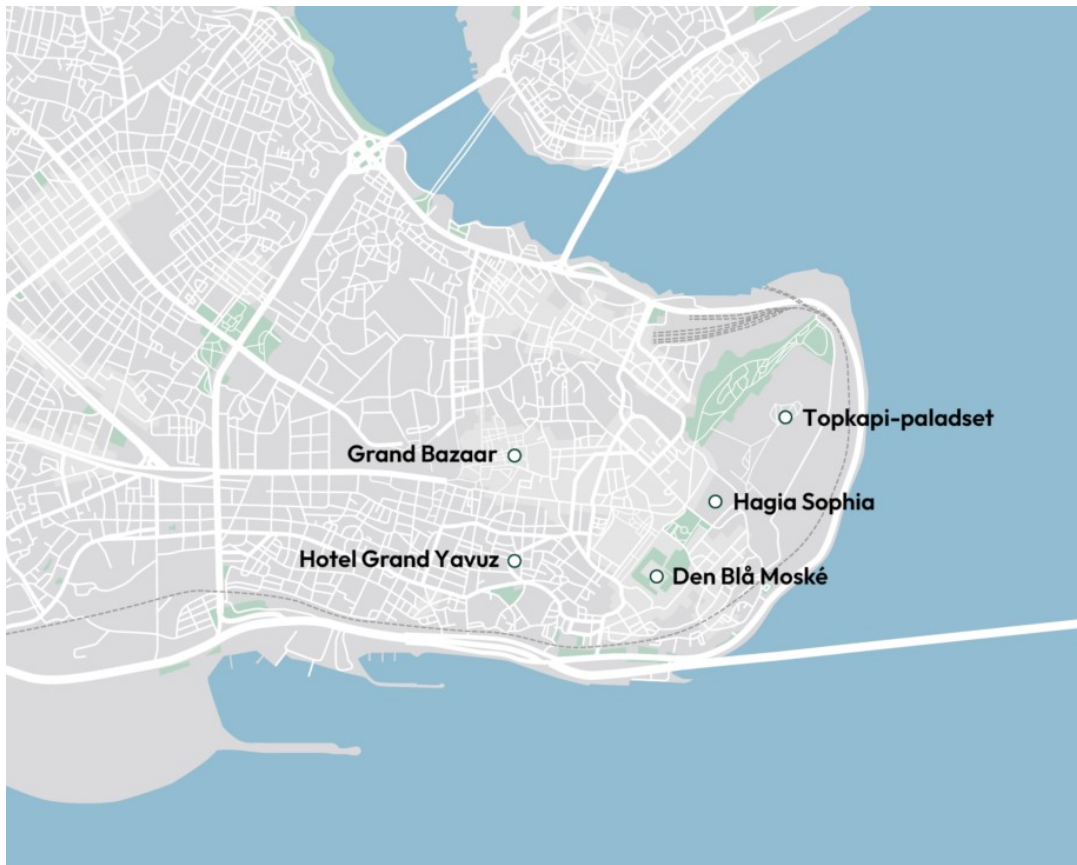 Topkapi-paladset
Grand Bazaar
Hagia Sophia
Hotel Grand Yavuz
Den Blå Moské